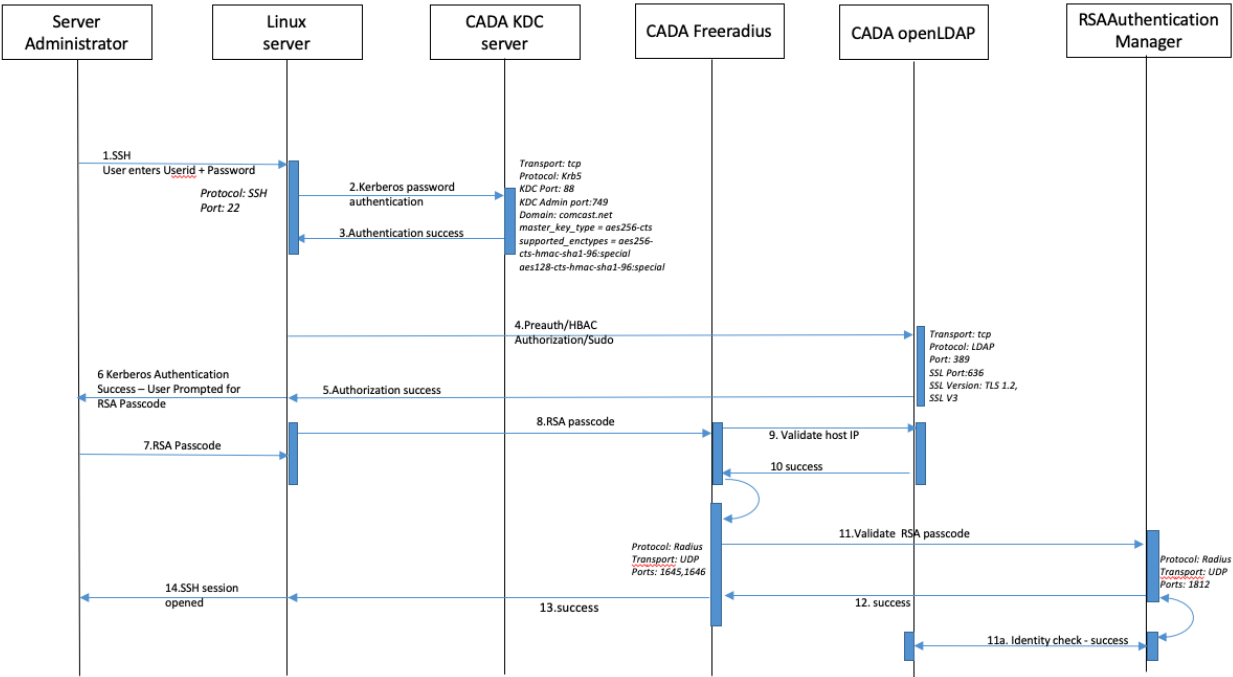 Server
Administrator
Linux
server
CADA KDC
server
CADA Freeradius
CADA openLDAP
RSAAuthentication
Manager
1.SSH
User enters Userid + Password
Protocol: SSH
Port: 22
2.Kerberos password
authentication
3.Authentication success
Transport: tcp
Protocol: Krb5
KDC Port: 88
KDC Admin port:749
Domain: comcast.net
master_key_type = aes256-cts
supported_enctypes = aes256-
cts-hmac-sha1-96:special
aes128-cts-hmac-sha1-96:special
4.Preauth/HBAC
Authorization/Sudo
Transport: tcp
Protocol: LDAP
Port: 389
SSL Port:636
SSL Version: TLS 1.2,
SSL V3
6 Kerberos Authentication
Success – User Prompted for
RSA Passcode
5.Authorization success
7.RSA Passcode
8.RSA passcode
9. Validate host IP
10 success
11.Validate RSA passcode
Protocol: Radius
Transport: UDP
Ports: 1645,1646
Protocol: Radius
Transport: UDP
Ports: 1812
12. success
13.success
14.SSH session
opened
11a. Identity check - success